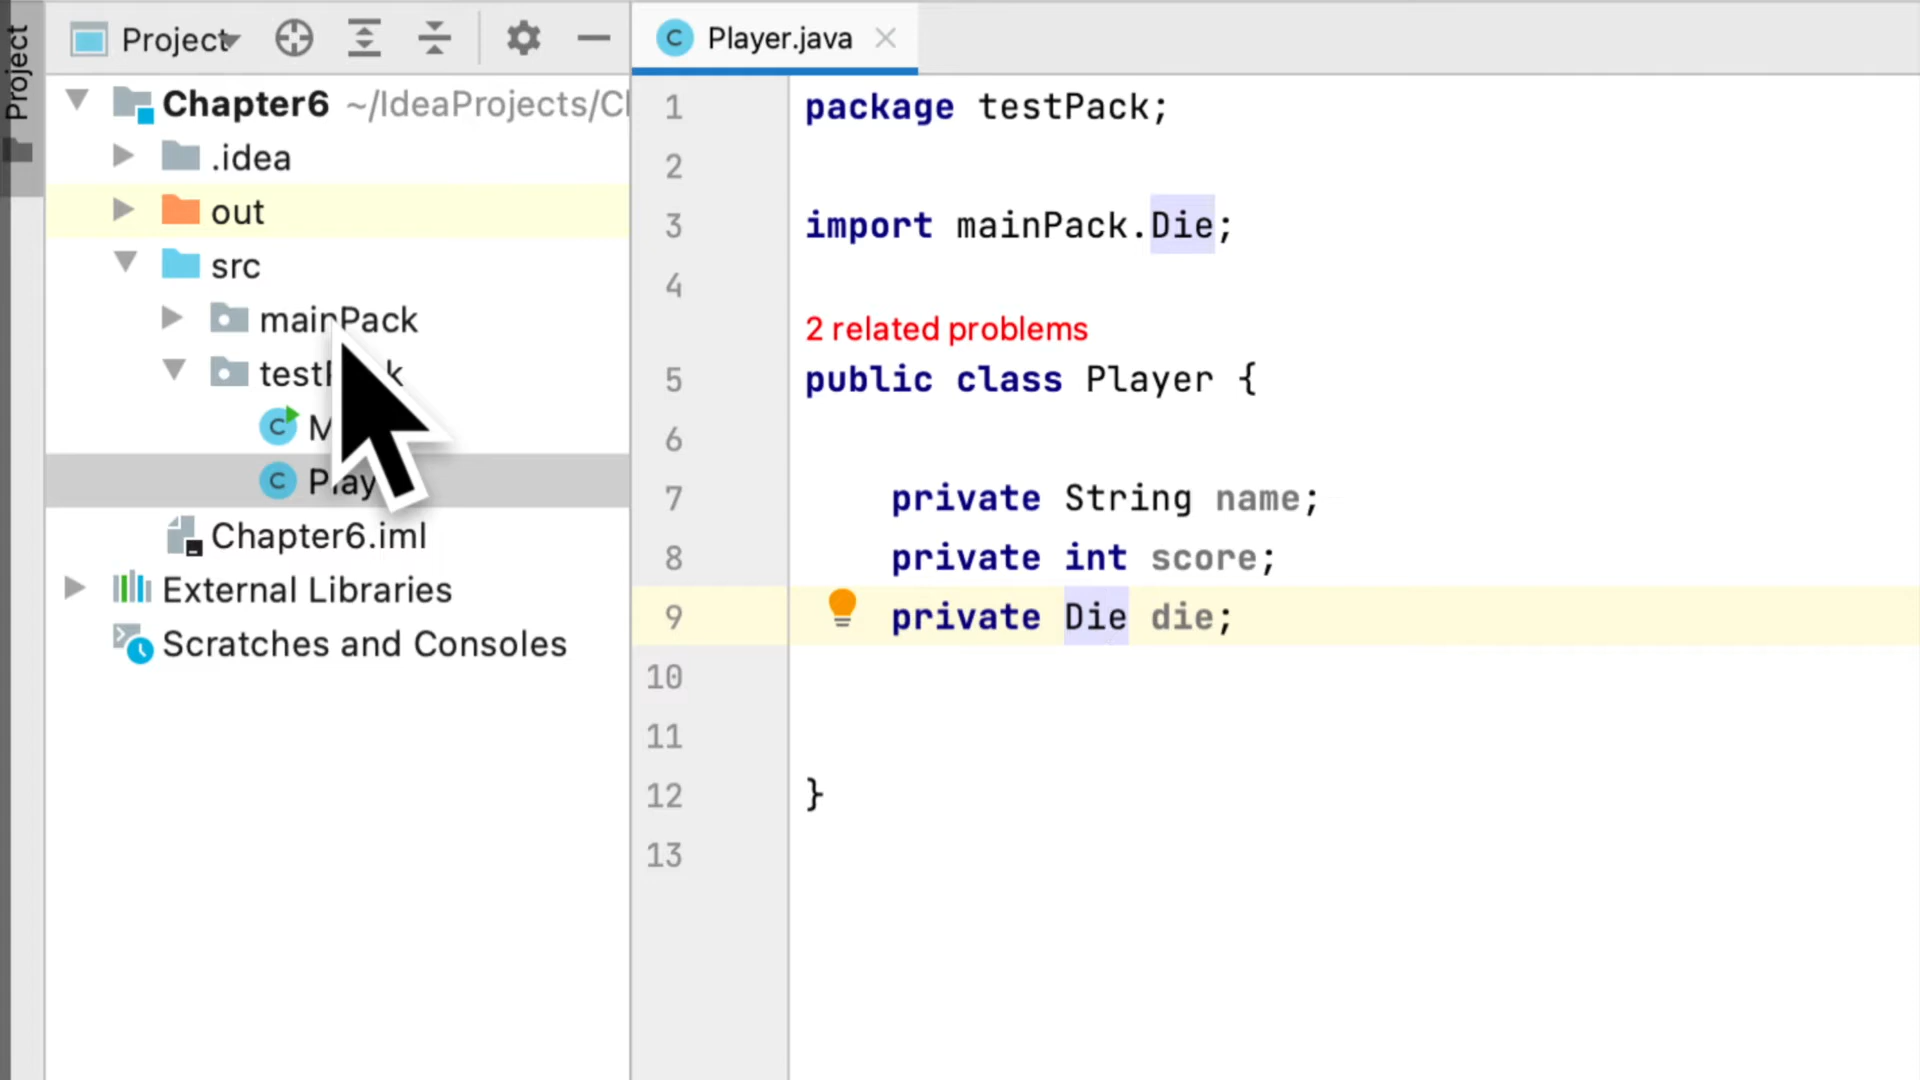 Project
Project
Chapter6 ~/IdeaProjects/
.idea
out
src
mainPack
Chapter6.iml
External Libraries
Scratches and Consoles
C Player.java
1 package testPack;
2
3 import mainPack.Die;
4
2 related problems
5 public class Player {
6
7 private String name;
8 private int score;
9 private Die die;
10
11
12 }
13